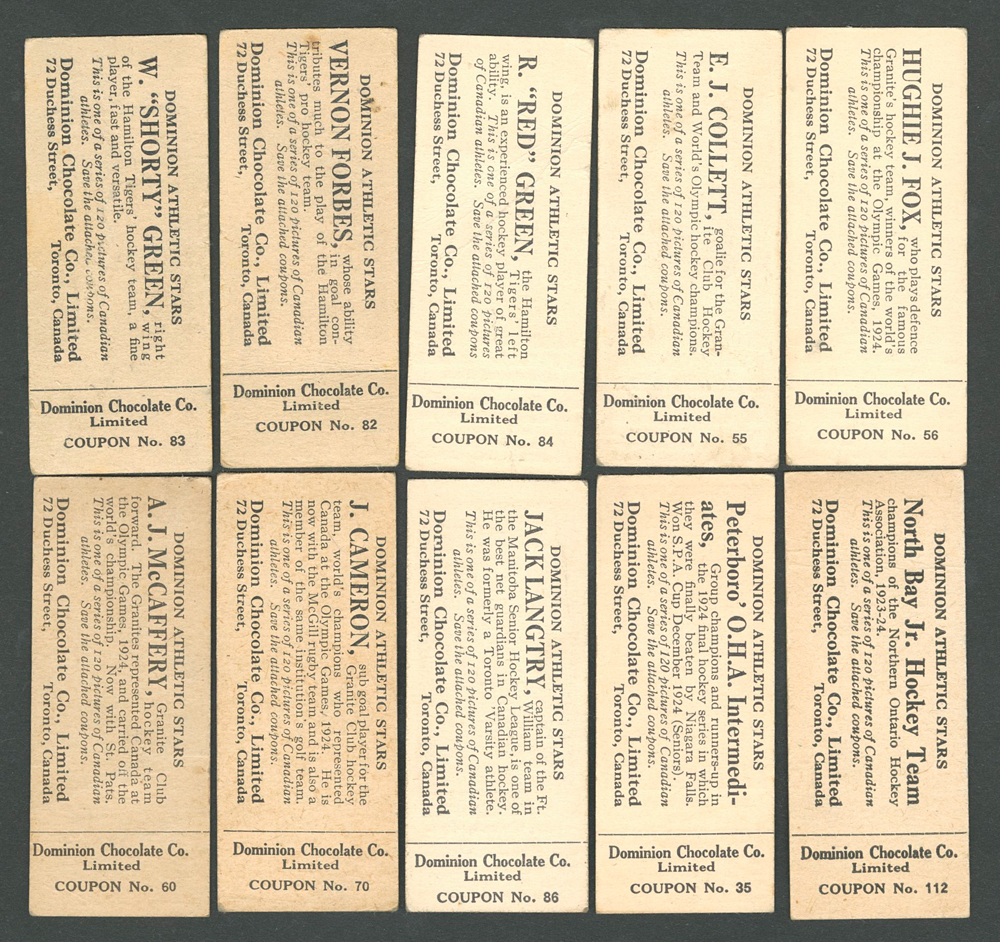 DOMINION ATHLETIC STARS
W. “SHORTY” GREEN, right wing
of the Hamilton Tigers' hockey team, a fine
player, fast and versatile.
This is one of a series of 120 pictures of Canadian
athletes. Save the attached coupons.
Dominion Chocolate Co., Limited
72 Duchess Street, Toronto, Canada
Dominion Chocolate Co.
Limited
COUPON No. 83
DOMINION ATHLETIC STARS
VERNON FORBES, whose ability in goal con-
tributes much to the play of the Hamilton
Tigers' pro hockey team.
This is one of a series of 120 pictures of Canadian
athletes. Save the attached coupons.
Dominion Chocolate Co., Limited
72 Duchess Street, Toronto, Canada
Dominion Chocolate Co.
Limited
COUPON No. 82
DOMINION ATHLETIC STARS
R. “RED” GREEN, the Hamilton Tigers' left
wing, is an experienced hockey player of great
ability. This is one of a series of 120 pictures
of Canadian athletes. Save the attached coupons
Dominion Chocolate Co., Limited
72 Duchess Street, Toronto, Canada
Dominion Chocolate Co.
Limited
COUPON No. 84
DOMINION ATHLETIC STARS
E. J. COLLETT, goalie for the Gran-
ite Club Hockey
Team and World's Olympic hockey champions.
This is one of a series of 120 pictures of Canadian
athletes. Save the attached coupons.
Dominion Chocolate Co., Limited
72 Duchess Street, Toronto, Canada
Dominion Chocolate Co.
Limited
COUPON No. 55
DOMINION ATHLETIC STARS
HUGHIE J. FOX, who plays defence
for the famous
Granite's hockey team, winners of the world's
championship at the Olympic Games, 1924.
This is one of a series of 120 pictures of Canadian
athletes. Save the attached coupons.
Dominion Chocolate Co., Limited
72 Duchess Street, Toronto, Canada
Dominion Chocolate Co.
Limited
COUPON No. 56
DOMINION ATHLETIC STARS
A. J. McCAFFERY, Granite Club
hockey team
forward. The Granites represented Canada at
the Olympic Games, 1924, and carried off the
world's championship. Now with St. Pats.
This is one of a series of 120 pictures of Canadian
athletes. Save the attached coupons.
Dominion Chocolate Co., Limited
72 Duchess Street, Toronto, Canada
Dominion Chocolate Co.
Limited
COUPON No. 60
DOMINION ATHLETIC STARS
J. CAMERON, sub goal player for the
Granite Club hockey
team, world's champions who represented
Canada at the Olympic Games, 1924. He is
now with the McGill rugby team and is also a
member of the same institution's golf team.
This is one of a series of 120 pictures of Canadian
athletes. Save the attached coupons.
Dominion Chocolate Co., Limited
72 Duchess Street, Toronto, Canada
Dominion Chocolate Co.
Limited
COUPON No. 70
DOMINION ATHLETIC STARS
JACK LANGTRY, captain of the Ft.
William team in
the Manitoba Senior Hockey League, is one of
the best net guardians in Canadian hockey.
He was formerly a Toronto 'Varsity athlete.
This is one of a series of 120 pictures of Canadian
athletes. Save the attached coupons.
Dominion Chocolate Co., Limited
72 Duchess Street, Toronto, Canada
Dominion Chocolate Co.
Limited
COUPON No. 86
DOMINION ATHLETIC STARS
Peterboro' O.H.A. Intermedi-
ates, Group champions and runners-up in
the 1924 final hockey series in which
they were finally beaten by Niagara Falls.
Won S.P.A. Cup December 1924 (Seniors).
This is one of a series of 120 pictures of Canadian
athletes. Save the attached coupons.
Dominion Chocolate Co., Limited
72 Duchess Street, Toronto, Canada
Dominion Chocolate Co.
Limited
COUPON No. 35
DOMINION ATHLETIC STARS
North Bay Jr. Hockey Team
champions of the Northern Ontario Hockey
Association, 1923-24.
This is one of a series of 120 pictures of Canadian
athletes. Save the attached coupons.
Dominion Chocolate Co., Limited
72 Duchess Street, Toronto, Canada
Dominion Chocolate Co.
Limited
COUPON No. 112